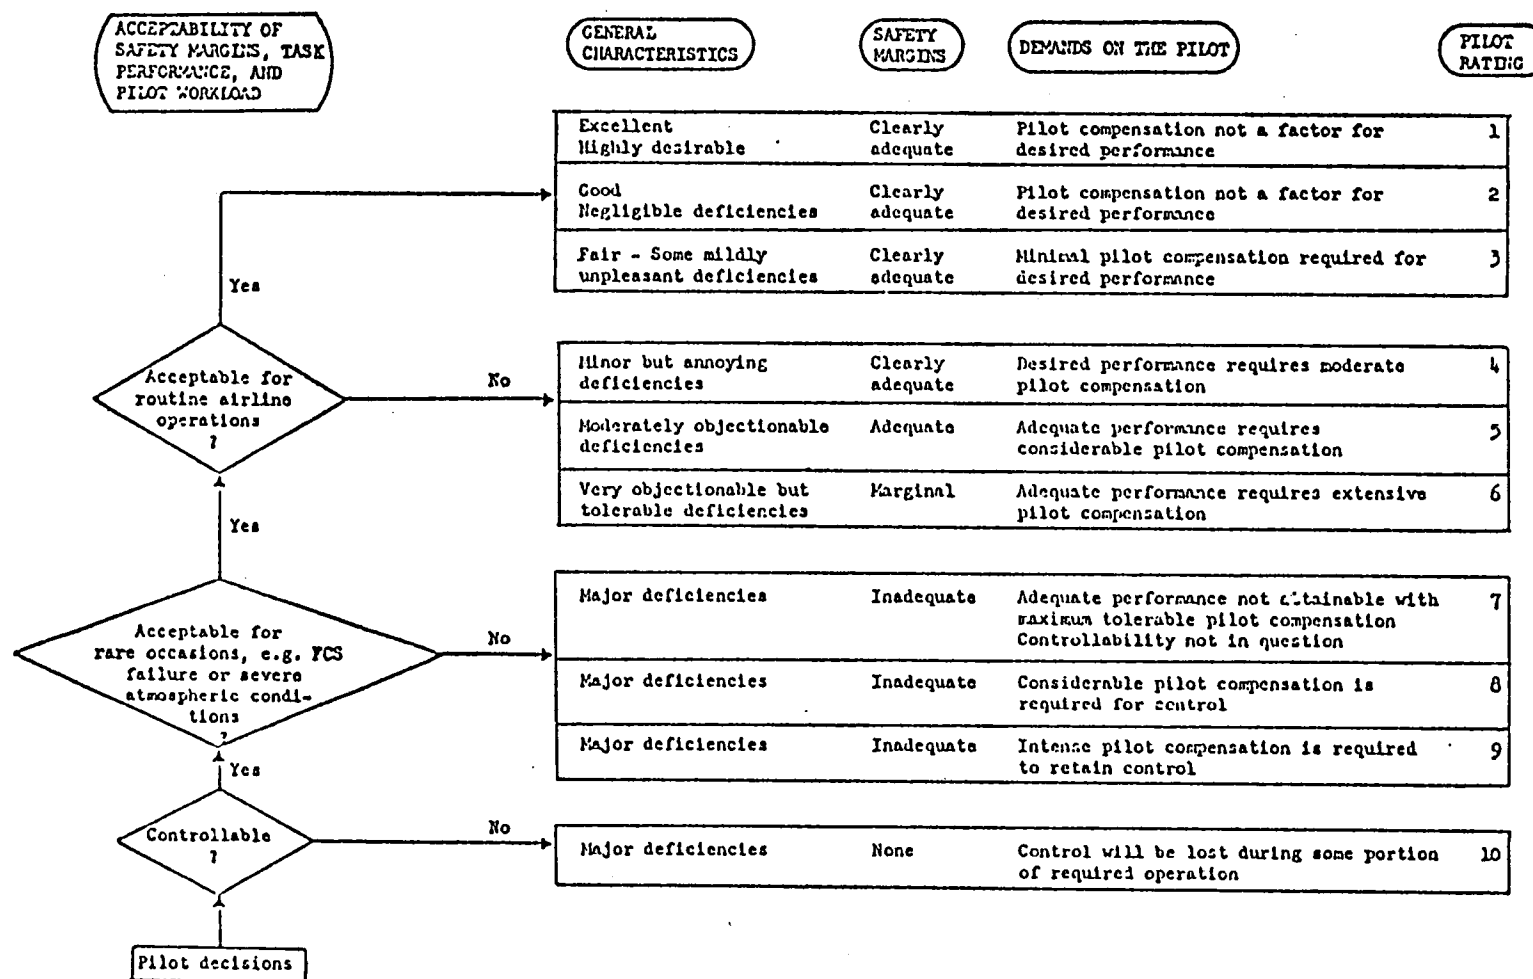 ACCEPTABILITY OF
SAFETY MARGINS, TASK
PERFORMANCE, AND
PILOT WORKLOAD
GENERAL
CHARACTERISTICS
SAFETY
MARGINS
DEMANDS ON THE PILOT
PILOT
RATING
Excellent
Highly desirable
Clearly
adequate
Pilot compensation not a factor for
desired performance
1
Good
Negligible deficiencies
Clearly
adequate
Pilot compensation not a factor for
desired performance
2
Fair - Some mildly
unpleasant deficiencies
Clearly
adequate
Minimal pilot compensation required for
desired performance
3
Yes
Acceptable for
routine airline
operations
?
No
Minor but annoying
deficiencies
Clearly
adequate
Desired performance requires moderate
pilot compensation
4
Moderately objectionable
deficiencies
Adequate
Adequate performance requires
considerable pilot compensation
5
Very objectionable but
tolerable deficiencies
Marginal
Adequate performance requires extensive
pilot compensation
6
Yes
Acceptable for
rare occasions, e.g. FCS
failure or severe
atmospheric condi-
tions
?
No
Major deficiencies
Inadequate
Adequate performance not attainable with
maximum tolerable pilot compensation
Controllability not in question
7
Major deficiencies
Inadequate
Considerable pilot compensation is
required for control
8
Major deficiencies
Inadequate
Intense pilot compensation is required
to retain control
9
Yes
Controllable
?
No
Major deficiencies
None
Control will be lost during some portion
of required operation
10
Pilot decisions